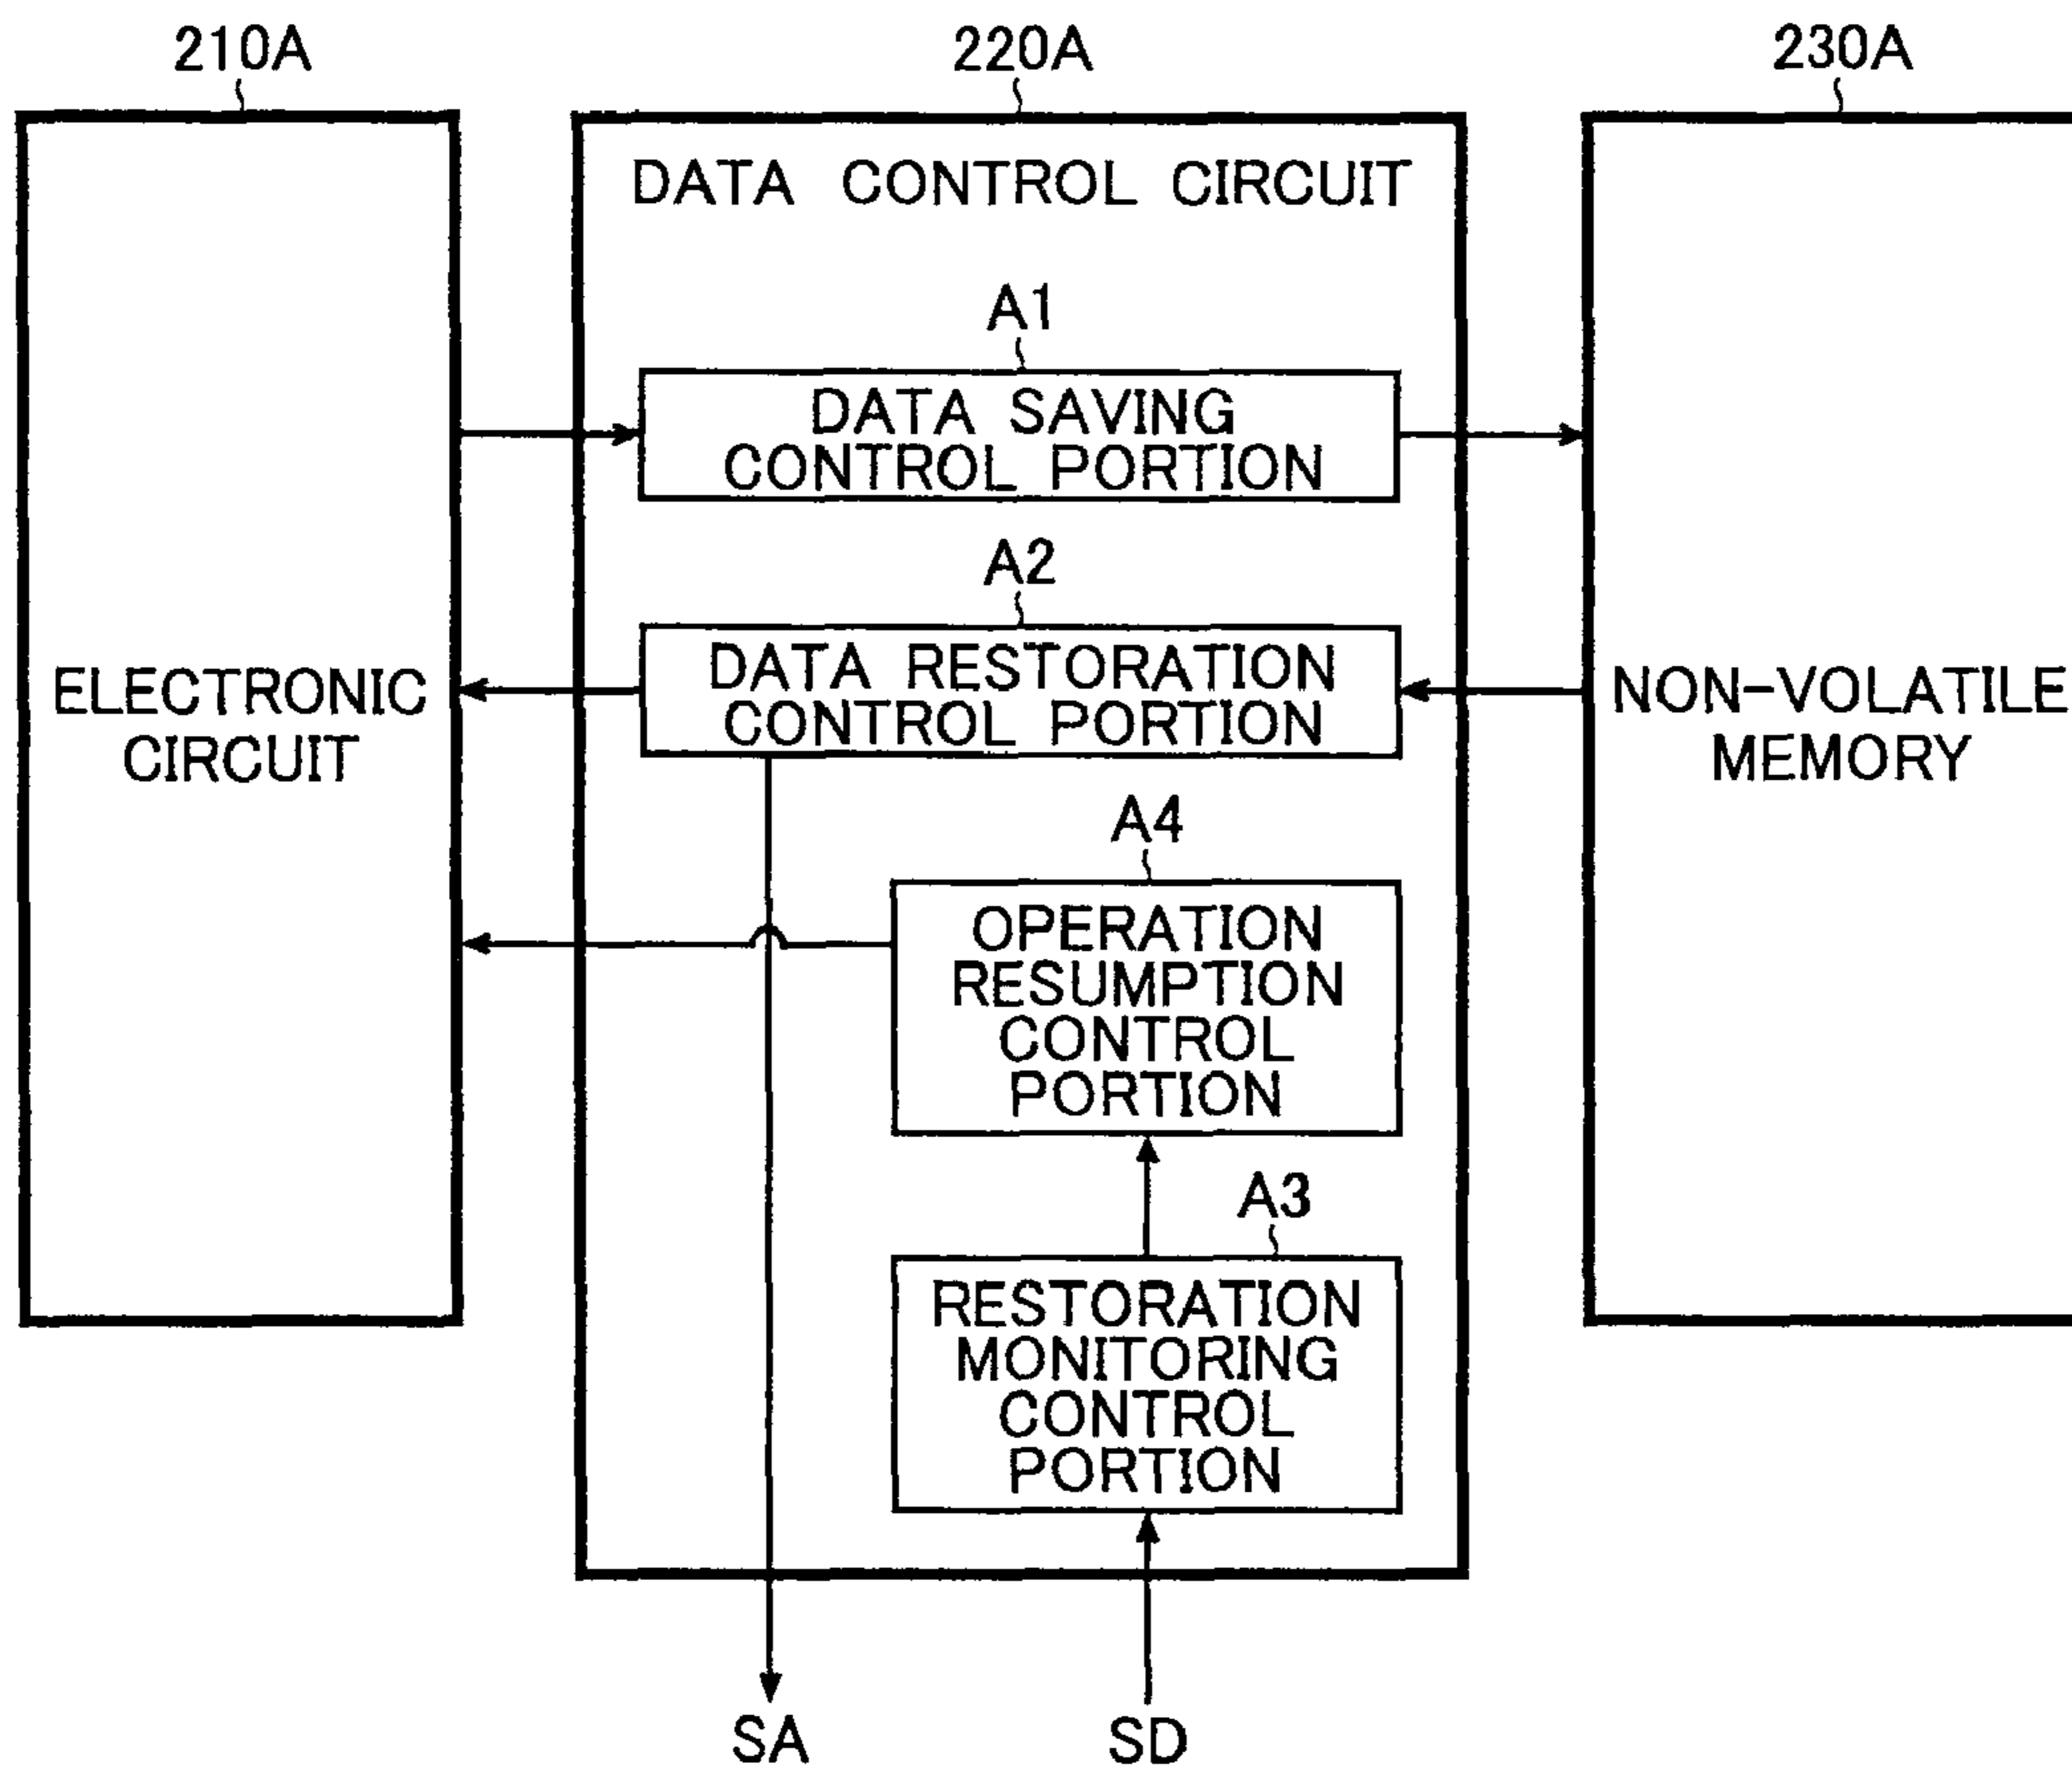 210A
220A
230A
DATA CONTROL CIRCUIT
A1
DATA SAVING
CONTROL PORTION
A2
DATA RESTORATION
CONTROL PORTION
ELECTRONIC
CIRCUIT
NON-VOLATILE
MEMORY
A4
OPERATION
RESUMPTION
CONTROL
PORTION
A3
RESTORATION
MONITORING
CONTROL
PORTION
SA
SD